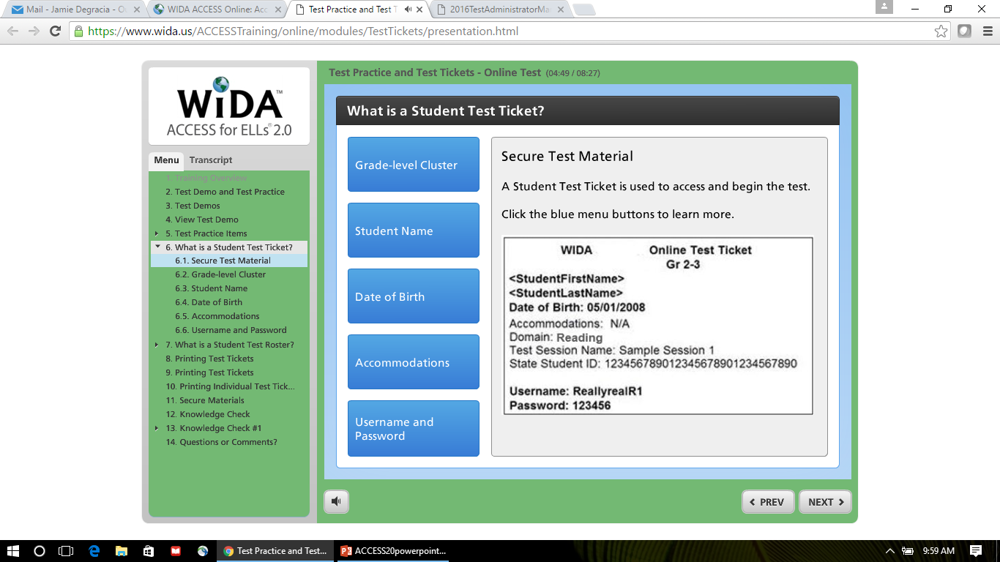 Mail - Jamie Degracia - O
WIDA ACCESS Online: Acc
Test Practice and Test T
2016TestAdministratorMa
https://www.wida.us/ACCESSTraining/online/modules/TestTickets/presentation.html
WiDA™
ACCESS for ELLs® 2.0
Menu
Transcript
1. Training Overview
2. Test Demo and Test Practice
3. Test Demos
4. View Test Demo
5. Test Practice Items
6. What is a Student Test Ticket?
6.1. Secure Test Material
6.2. Grade-level Cluster
6.3. Student Name
6.4. Date of Birth
6.5. Accommodations
6.6. Username and Password
7. What is a Student Test Roster?
8. Printing Test Tickets
9. Printing Test Tickets
10. Printing Individual Test Tick...
11. Secure Materials
12. Knowledge Check
13. Knowledge Check #1
14. Questions or Comments?
Test Practice and Test Tickets - Online Test (04:49 / 08:27)
What is a Student Test Ticket?
Grade-level Cluster
Student Name
Date of Birth
Accommodations
Username and
Password
Secure Test Material
A Student Test Ticket is used to access and begin the test.
Click the blue menu buttons to learn more.
WIDA Online Test Ticket
Gr 2-3
<StudentFirstName>
<StudentLastName>
Date of Birth: 05/01/2008
Accommodations: N/A
Domain: Reading
Test Session Name: Sample Session 1
State Student ID: 123456789012345678901234567890
Username: ReallyrealR1
Password: 123456
PREV
NEXT
Test Practice and Test...
ACCESS20powerpoint...
9:59 AM